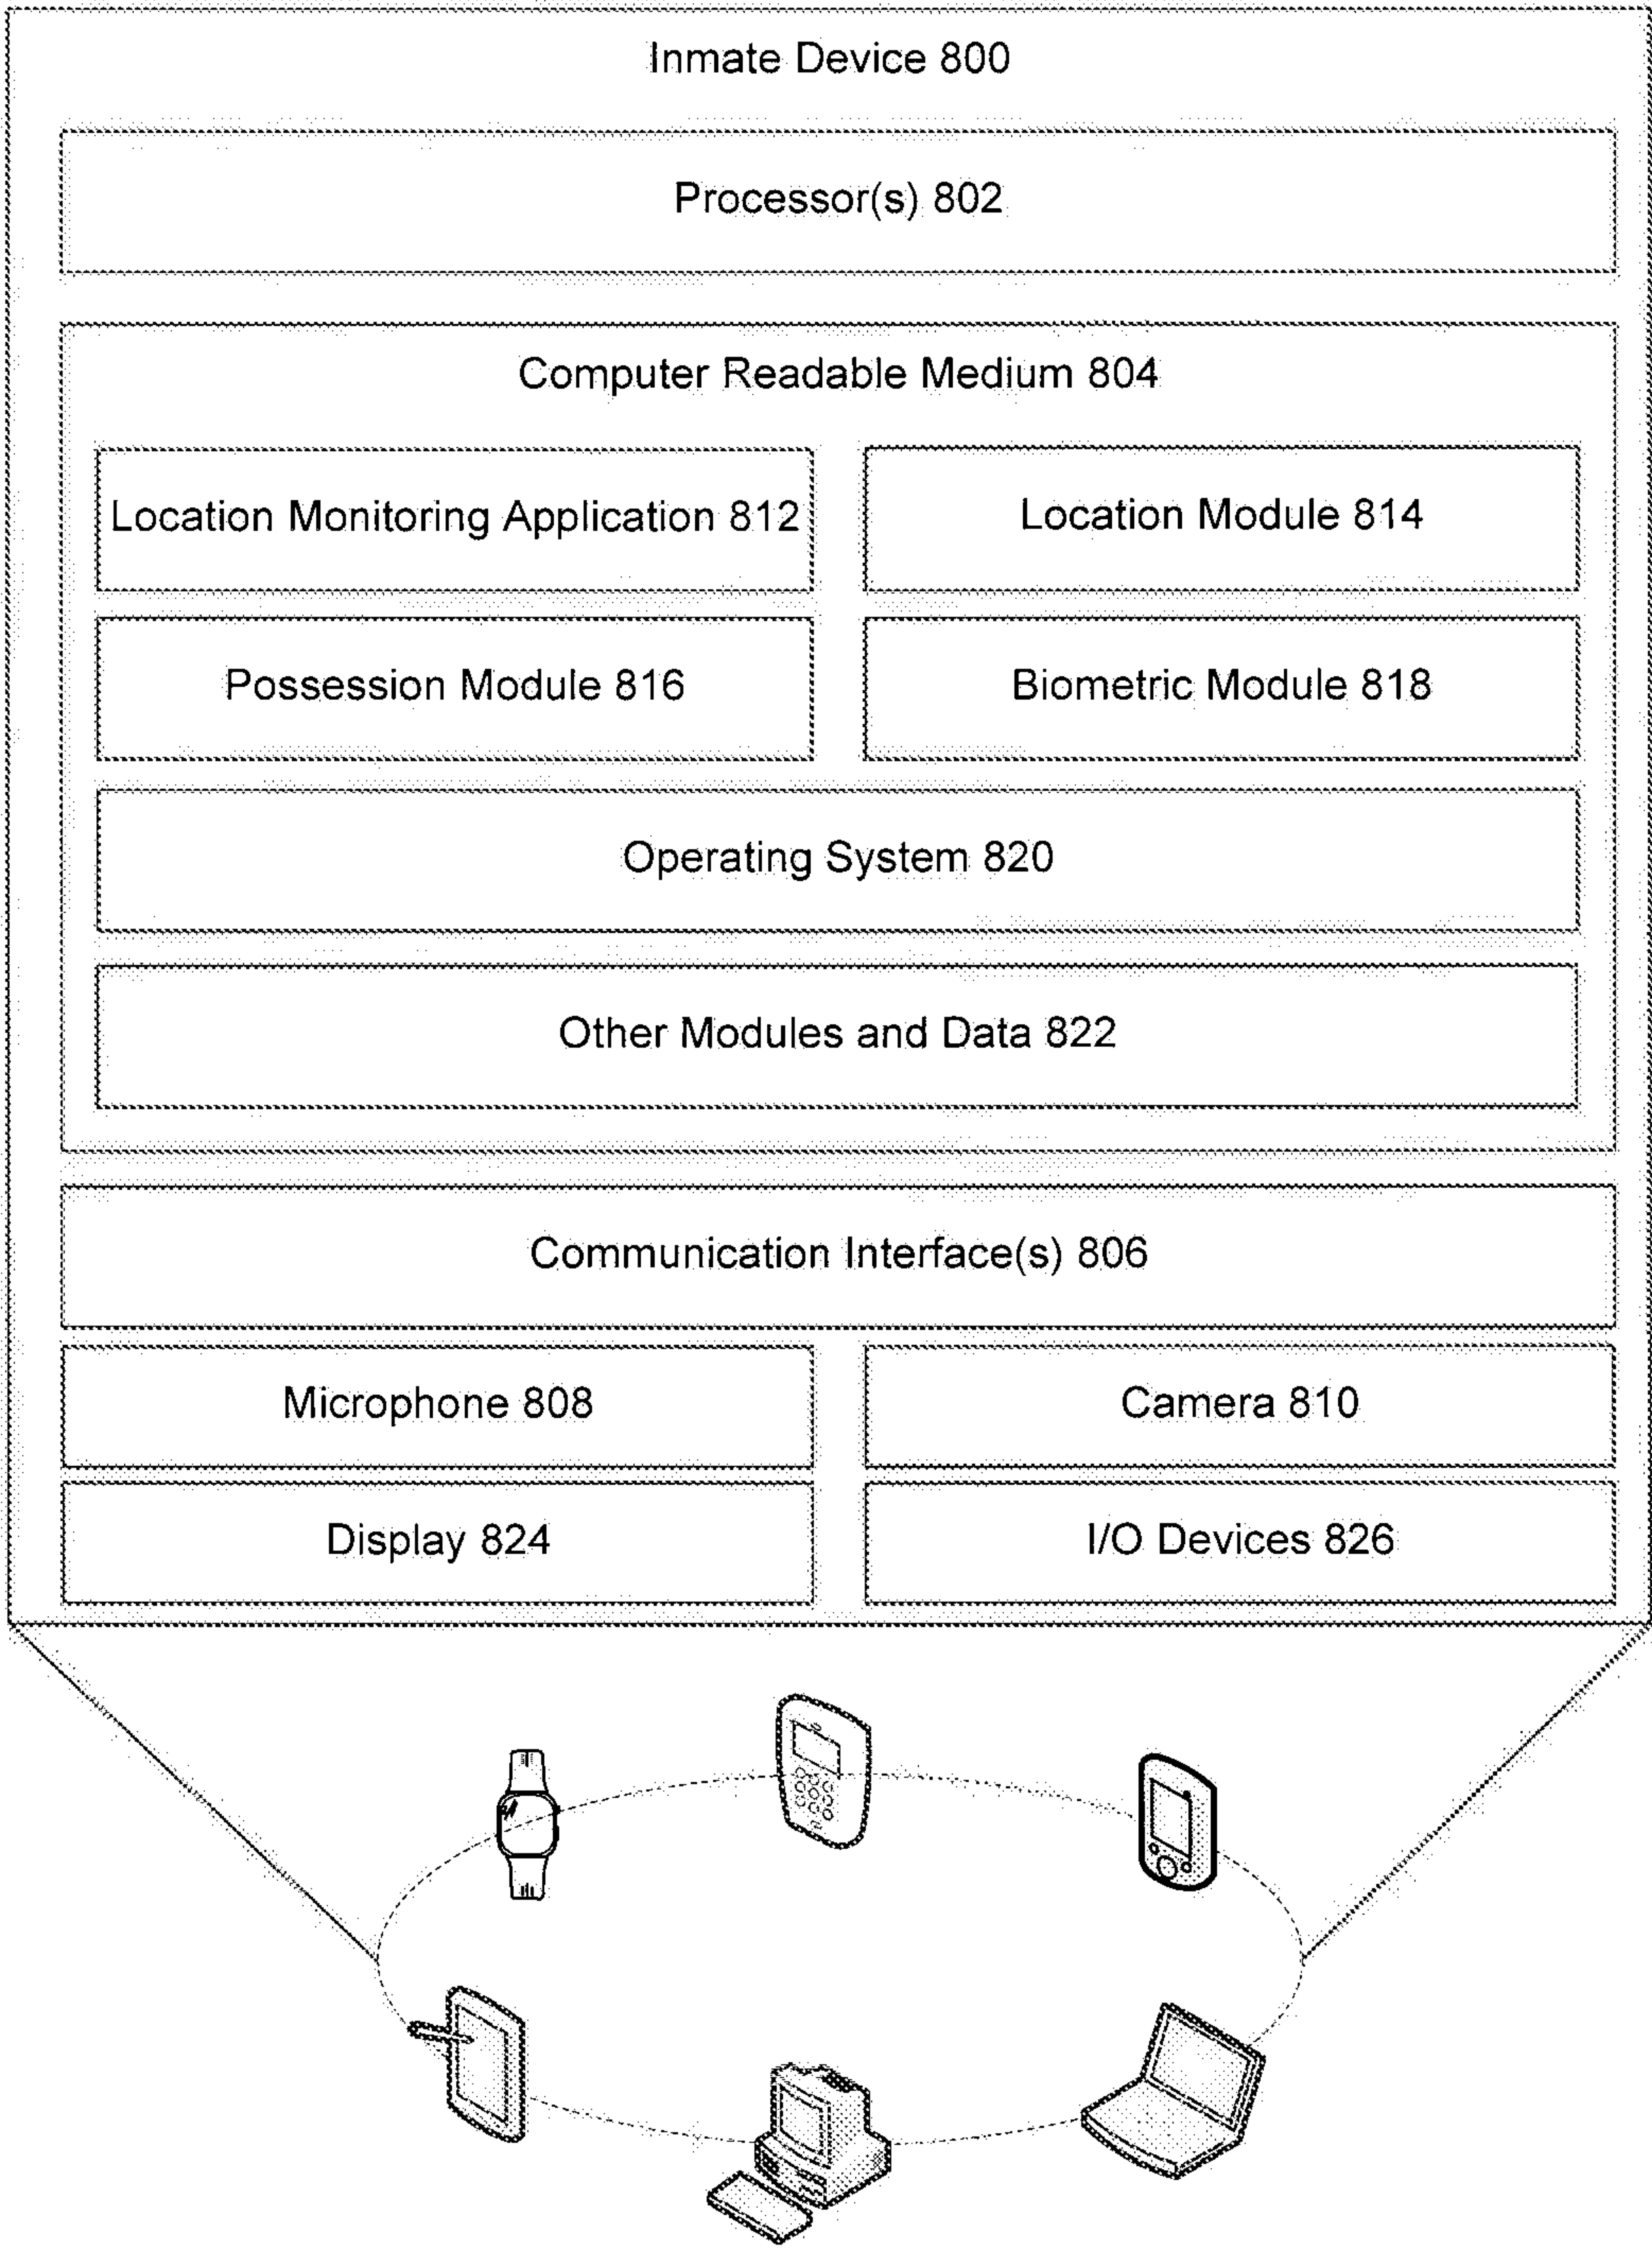 Inmate Device 800
Processor(s) 802
Computer Readable Medium 804
Location Monitoring Application 812
Location Module 814
Possession Module 816
Biometric Module 818
Operating System 820
Other Modules and Data 822
Communication Interface(s) 806
Microphone 808
Camera 810
Display 824
I/O Devices 826